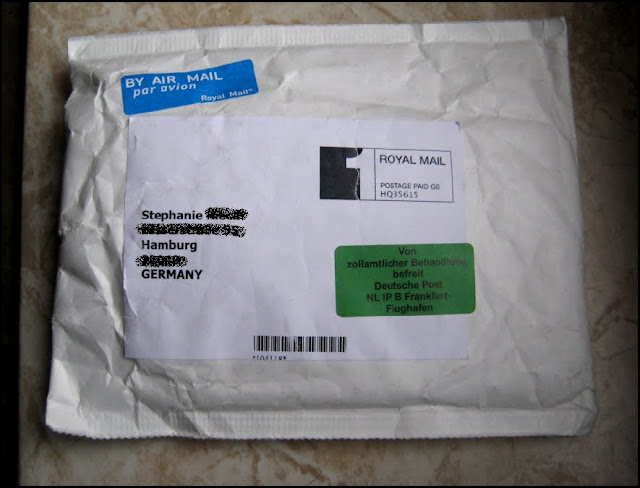 BY AIR MAIL
par avion
Royal Mail
ROYAL MAIL
POSTAGE PAID GB
HQ35615
Stephanie
Hamburg
GERMANY
Von
zollamtlicher Behandlung
befreit
Deutsche Post
NL IP B Frankfurt-
Flughafen